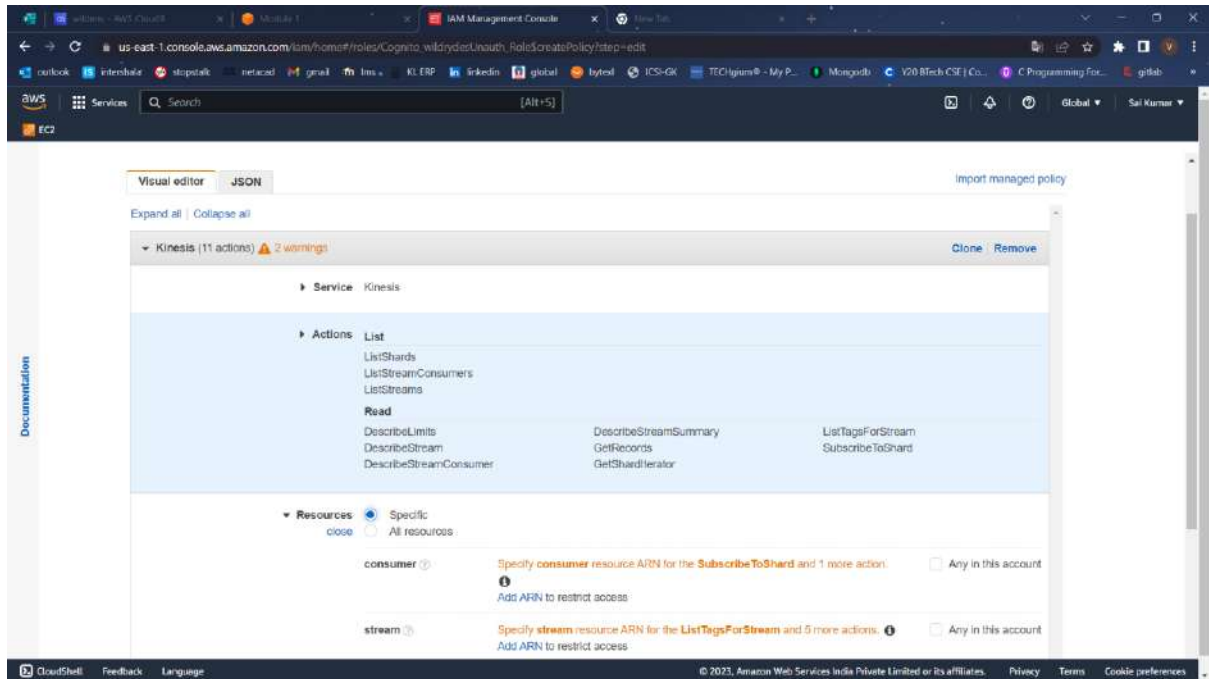 Module 1
IAM Management Console
New Tab
us-east-1.console.aws.amazon.com/iam/home#/roles/Cognito_wildrydesUnauth_Role$createPolicy?step=edit
outlook
intershala
stopstalk
netacad
gmail
lms
KL ERP
linkedin
global
bytexl
ICSI-GK
TECHgium® - My P...
Mongodb
V20 BTech CSE | Co...
C Programming For...
gitlab
aws
Services
Search
[Alt+S]
Global
Sai Kumar
EC2
Visual editor
JSON
Import managed policy
Expand all | Collapse all
Kinesis (11 actions) 2 warnings
Clone | Remove
Service Kinesis
Actions List
ListShards
ListStreamConsumers
ListStreams
Read
DescribeLimits DescribeStreamSummary ListTagsForStream
DescribeStream GetRecords SubscribeToShard
DescribeStreamConsumer GetShardIterator
Resources Specific
close All resources
consumer Specify consumer resource ARN for the SubscribeToShard and 1 more action. Any in this account
Add ARN to restrict access
stream Specify stream resource ARN for the ListTagsForStream and 5 more actions. Any in this account
Add ARN to restrict access
Documentation
CloudShell Feedback Language © 2023, Amazon Web Services India Private Limited or its affiliates. Privacy Terms Cookie preferences